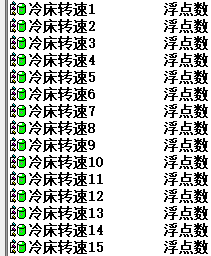 冷床转速1 浮点数
冷床转速2 浮点数
冷床转速3 浮点数
冷床转速4 浮点数
冷床转速5 浮点数
冷床转速6 浮点数
冷床转速7 浮点数
冷床转速8 浮点数
冷床转速9 浮点数
冷床转速10 浮点数
冷床转速11 浮点数
冷床转速12 浮点数
冷床转速13 浮点数
冷床转速14 浮点数
冷床转速15 浮点数